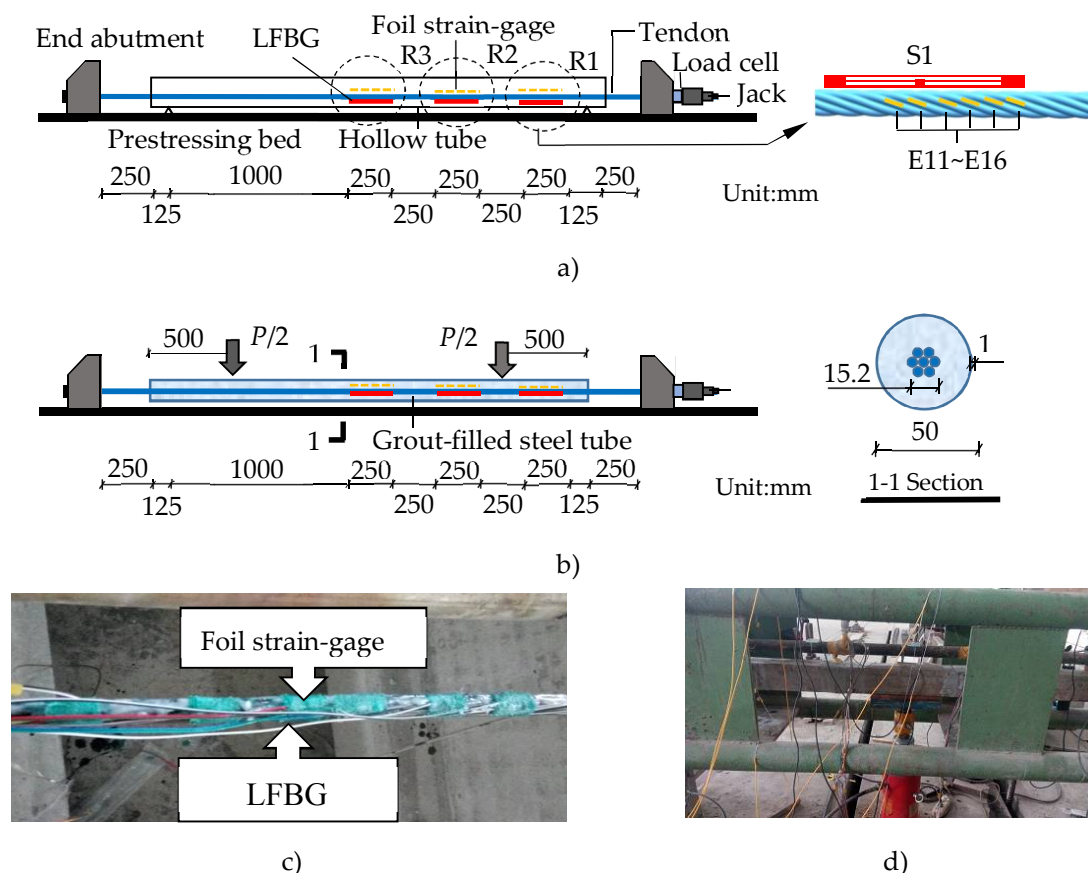 Foil strain-gage
End abutment
LFBG
R3
R2
R1
Tendon
Load cell
Jack
S1
Prestressing bed
Hollow tube
E11~E16
250
1000
250
250
250
250
125
250
250
125
Unit:mm
a)
500
P/2
1
P/2
500
1
15.2
1
Grout-filled steel tube
50
250
1000
250
250
250
250
125
250
250
125
Unit:mm
1-1 Section
b)
Foil strain-gage
LFBG
c)
d)